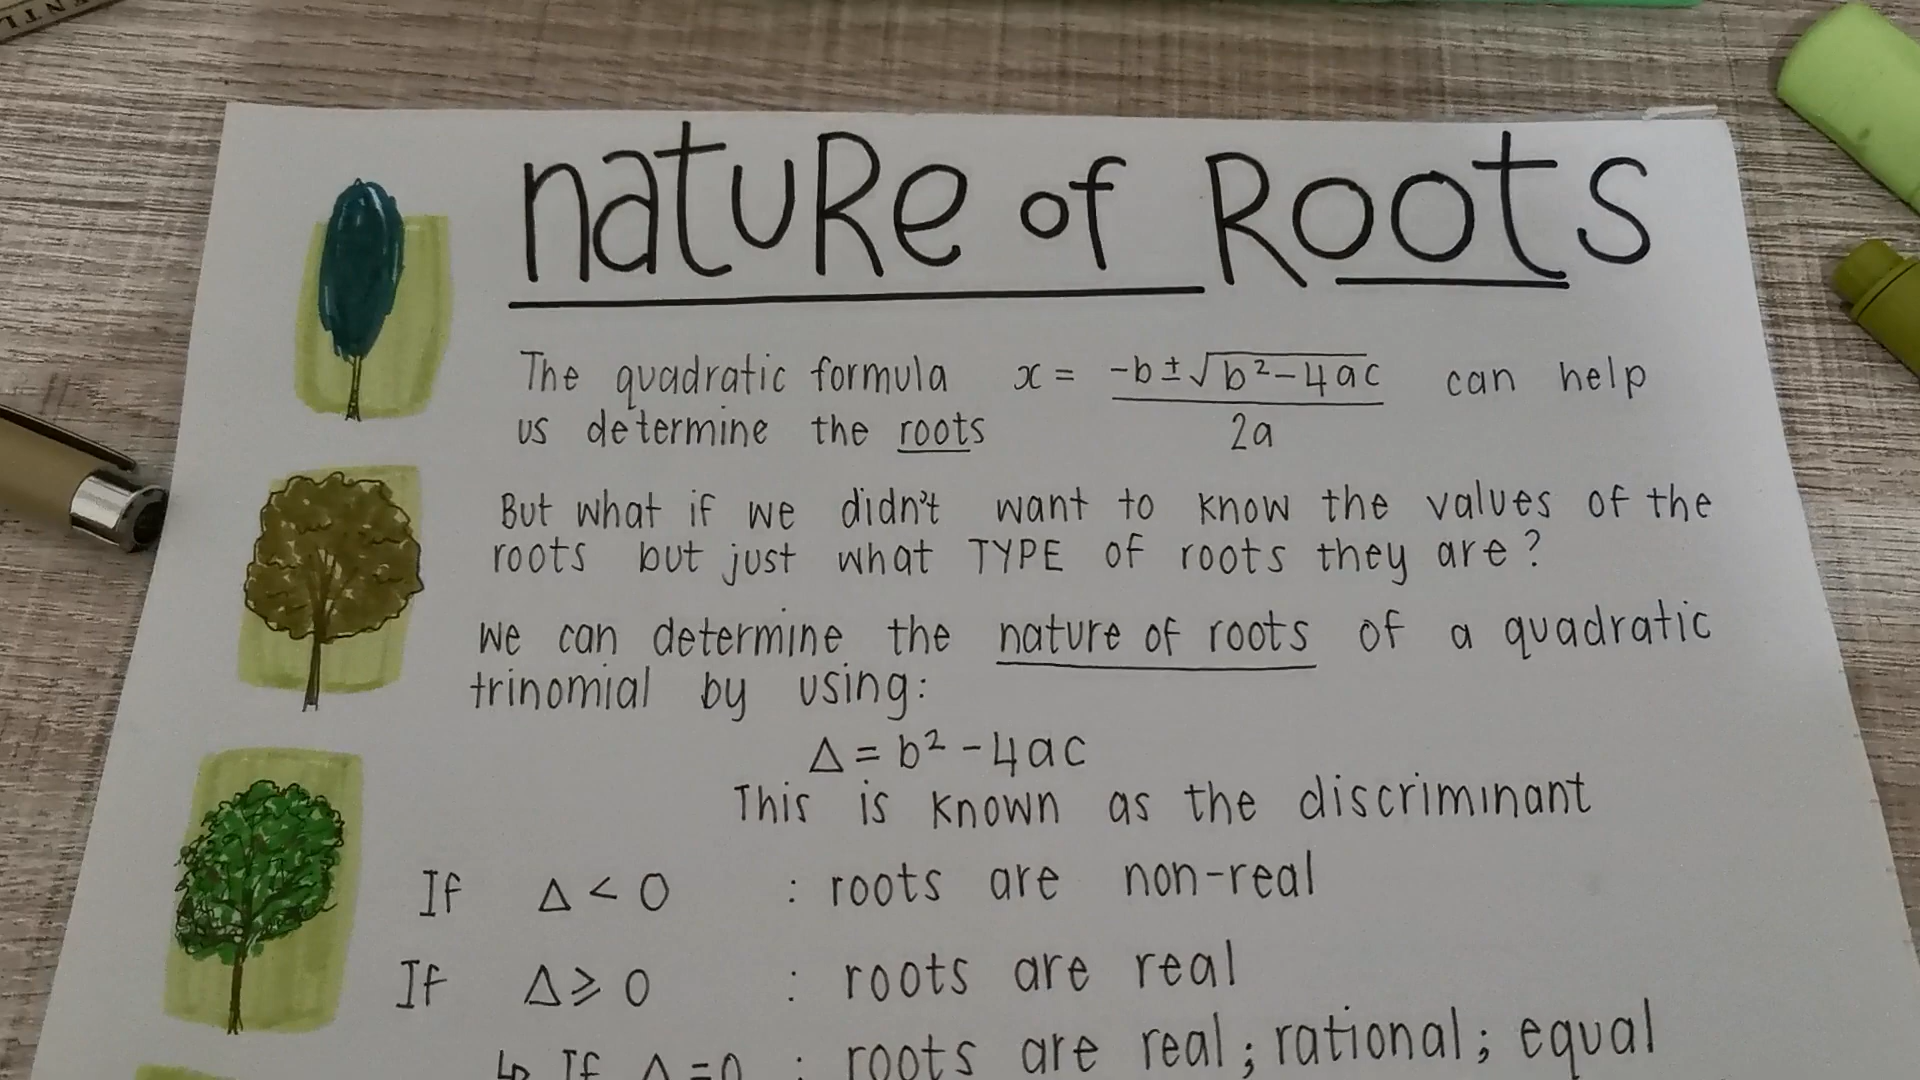 nature of Roots
The quadratic formula x = -b±√b²-4ac / 2a can help
us determine the roots
But what if we didn't want to know the values of the
roots but just what TYPE of roots they are?
We can determine the nature of roots of a quadratic
trinomial by using:
Δ = b² - 4ac
This is known as the discriminant
If Δ < 0 : roots are non-real
If Δ ⩾ 0 : roots are real
↳ If Δ = 0 : roots are real; rational; equal